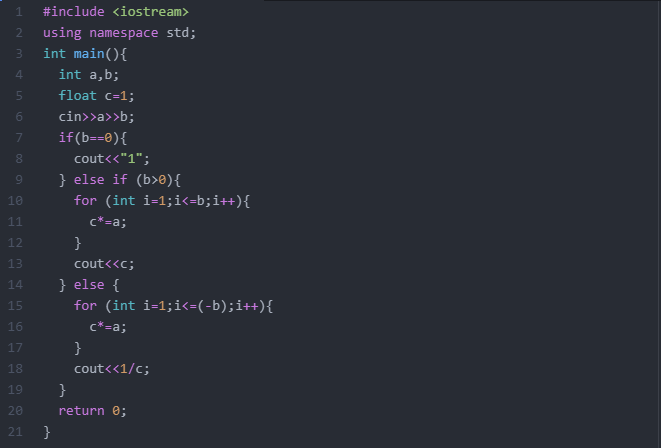 1 #include <iostream>
2 using namespace std;
3 int main(){
4   int a,b;
5   float c=1;
6   cin>>a>>b;
7   if(b==0){
8     cout<<"1";
9   } else if (b>0){
10     for (int i=1;i<=b;i++){
11       c*=a;
12     }
13     cout<<c;
14   } else {
15     for (int i=1;i<=(-b);i++){
16       c*=a;
17     }
18     cout<<1/c;
19   }
20   return 0;
21 }